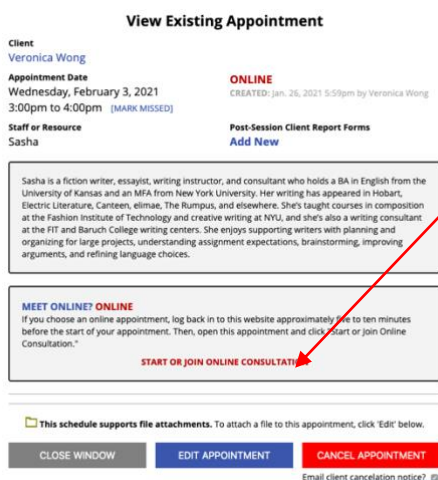 View Existing Appointment
Client
Veronica Wong
Appointment Date
Wednesday, February 3, 2021
3:00pm to 4:00pm [MARK MISSED]
ONLINE
CREATED: Jan. 26, 2021 5:59pm by Veronica Wong
Staff or Resource
Sasha
Post-Session Client Report Forms
Add New
Sasha is a fiction writer, essayist, writing instructor, and consultant who holds a BA in English from the
University of Kansas and an MFA from New York University. Her writing has appeared in Hobart,
Electric Literature, Canteen, elimae, The Rumpus, and elsewhere. She's taught courses in composition
at the Fashion Institute of Technology and creative writing at NYU, and she's also a writing consultant
at the FIT and Baruch College writing centers. She enjoys supporting writers with planning and
organizing for large projects, understanding assignment expectations, brainstorming, improving
arguments, and refining language choices.
MEET ONLINE? ONLINE
If you choose an online appointment, log back in to this website approximately five to ten minutes
before the start of your appointment. Then, open this appointment and click "Start or Join Online
Consultation."
START OR JOIN ONLINE CONSULTATION
This schedule supports file attachments. To attach a file to this appointment, click 'Edit' below.
CLOSE WINDOW
EDIT APPOINTMENT
CANCEL APPOINTMENT
Email client cancelation notice?